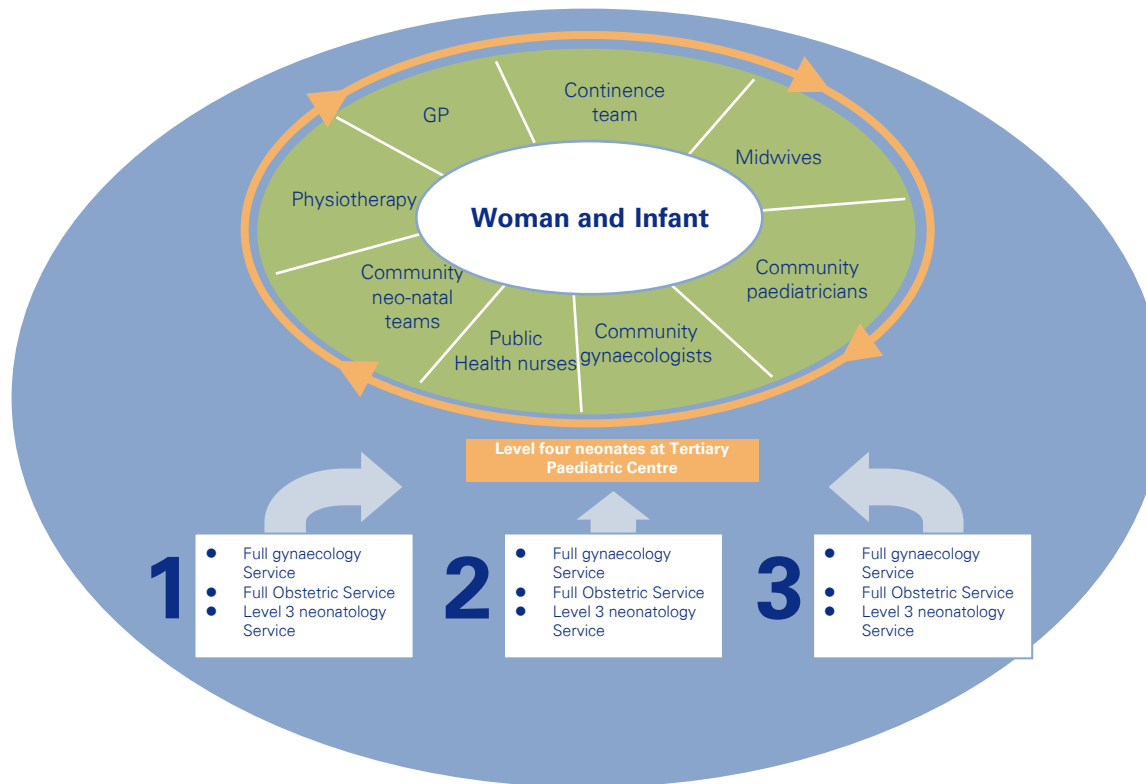 GP
Continence
team
Midwives
Physiotherapy
Woman and Infant
Community
paediatricians
Community
neo-natal
teams
Public
Health nurses
Community
gynaecologists
Level four neonates at Tertiary
Paediatric Centre
1
● Full gynaecology
Service
● Full Obstetric Service
● Level 3 neonatology
Service
2
● Full gynaecology
Service
● Full Obstetric Service
● Level 3 neonatology
Service
3
● Full gynaecology
Service
● Full Obstetric Service
● Level 3 neonatology
Service